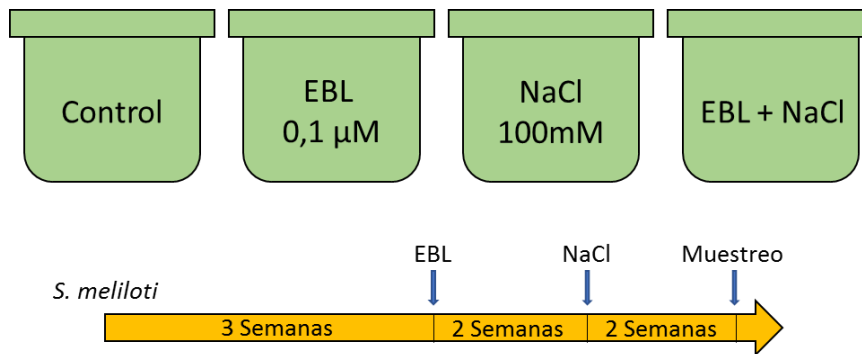 Control
EBL
0,1 µM
NaCl
100mM
EBL + NaCl
EBL
NaCl
Muestreo
S. meliloti
3 Semanas
2 Semanas
2 Semanas